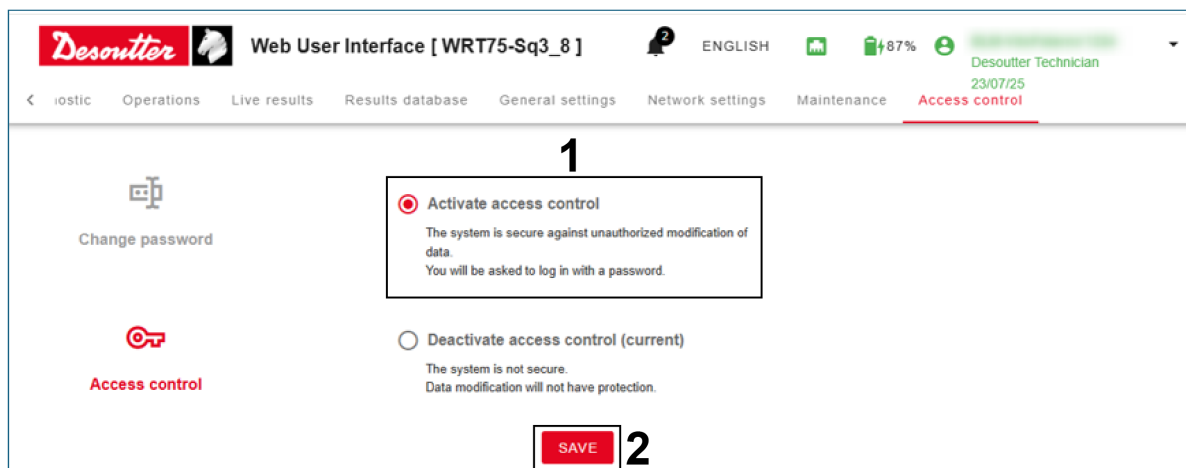 Desoutter
Web User Interface [ WRT75-Sq3_8 ]
2
ENGLISH
87%
Desoutter Technician
23/07/25
ostic Operations Live results Results database General settings Network settings Maintenance Access control
1
Change password
Activate access control
The system is secure against unauthorized modification of
data.
You will be asked to log in with a password.
Access control
Deactivate access control (current)
The system is not secure.
Data modification will not have protection.
SAVE
2